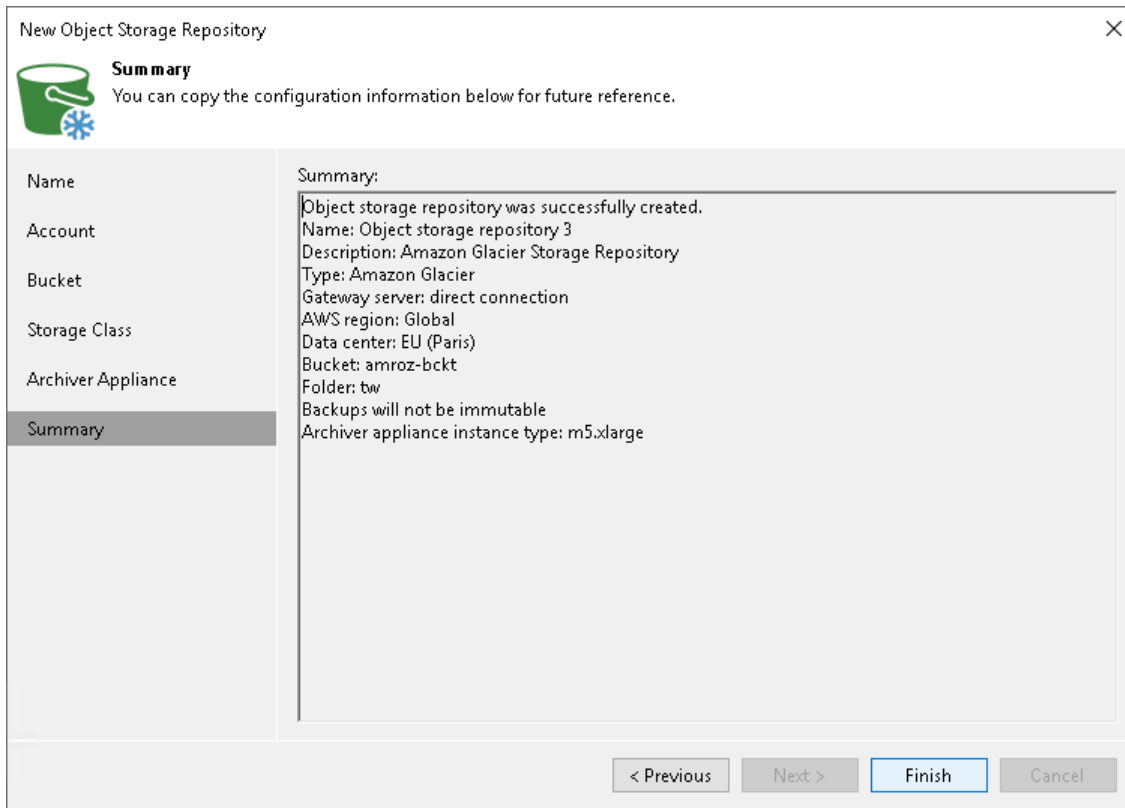 New Object Storage Repository
Summary
You can copy the configuration information below for future reference.
Name
Account
Bucket
Storage Class
Archiver Appliance
Summary
Summary:
Object storage repository was successfully created.
Name: Object storage repository 3
Description: Amazon Glacier Storage Repository
Type: Amazon Glacier
Gateway server: direct connection
AWS region: Global
Data center: EU (Paris)
Bucket: amroz-bckt
Folder: tw
Backups will not be immutable
Archiver appliance instance type: m5.xlarge
< Previous
Next >
Finish
Cancel